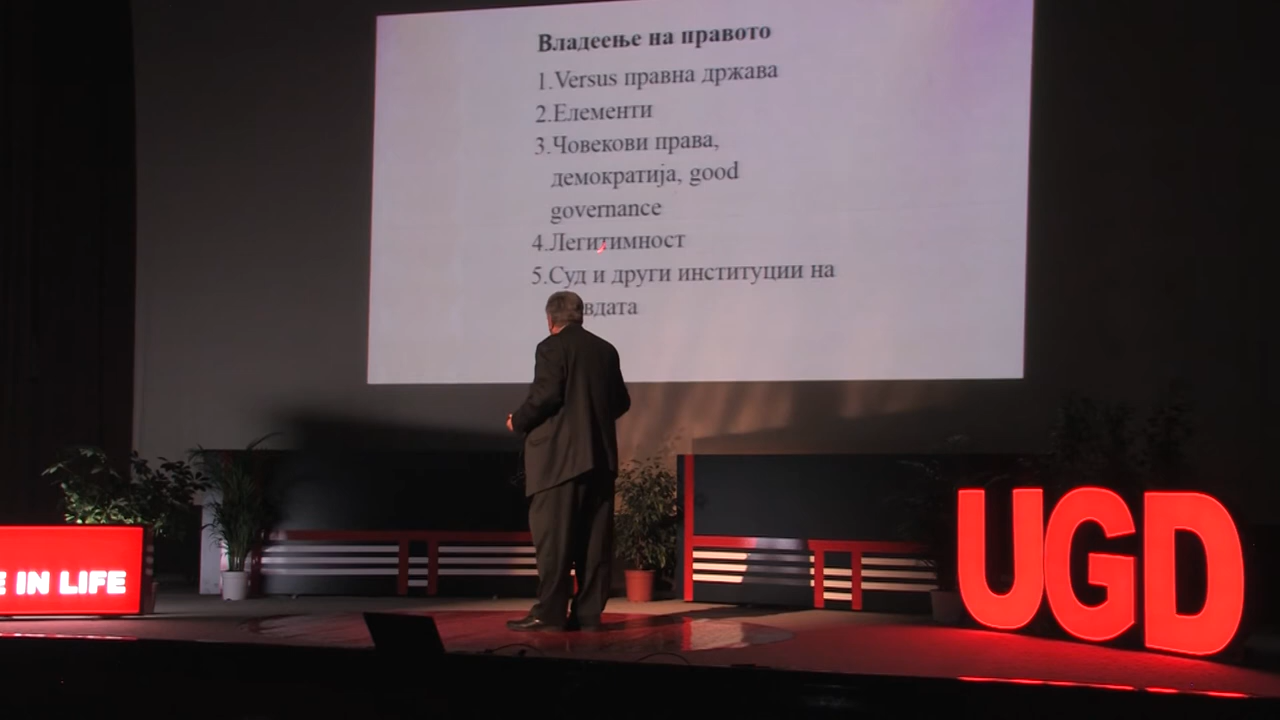 Владеење на правото
1.Versus правна држава
2.Елементи
3.Човекови права,
демократија, good
governance
4.Легитимност
5.Суд и други институции на
вдата
E IN LIFE
UGD